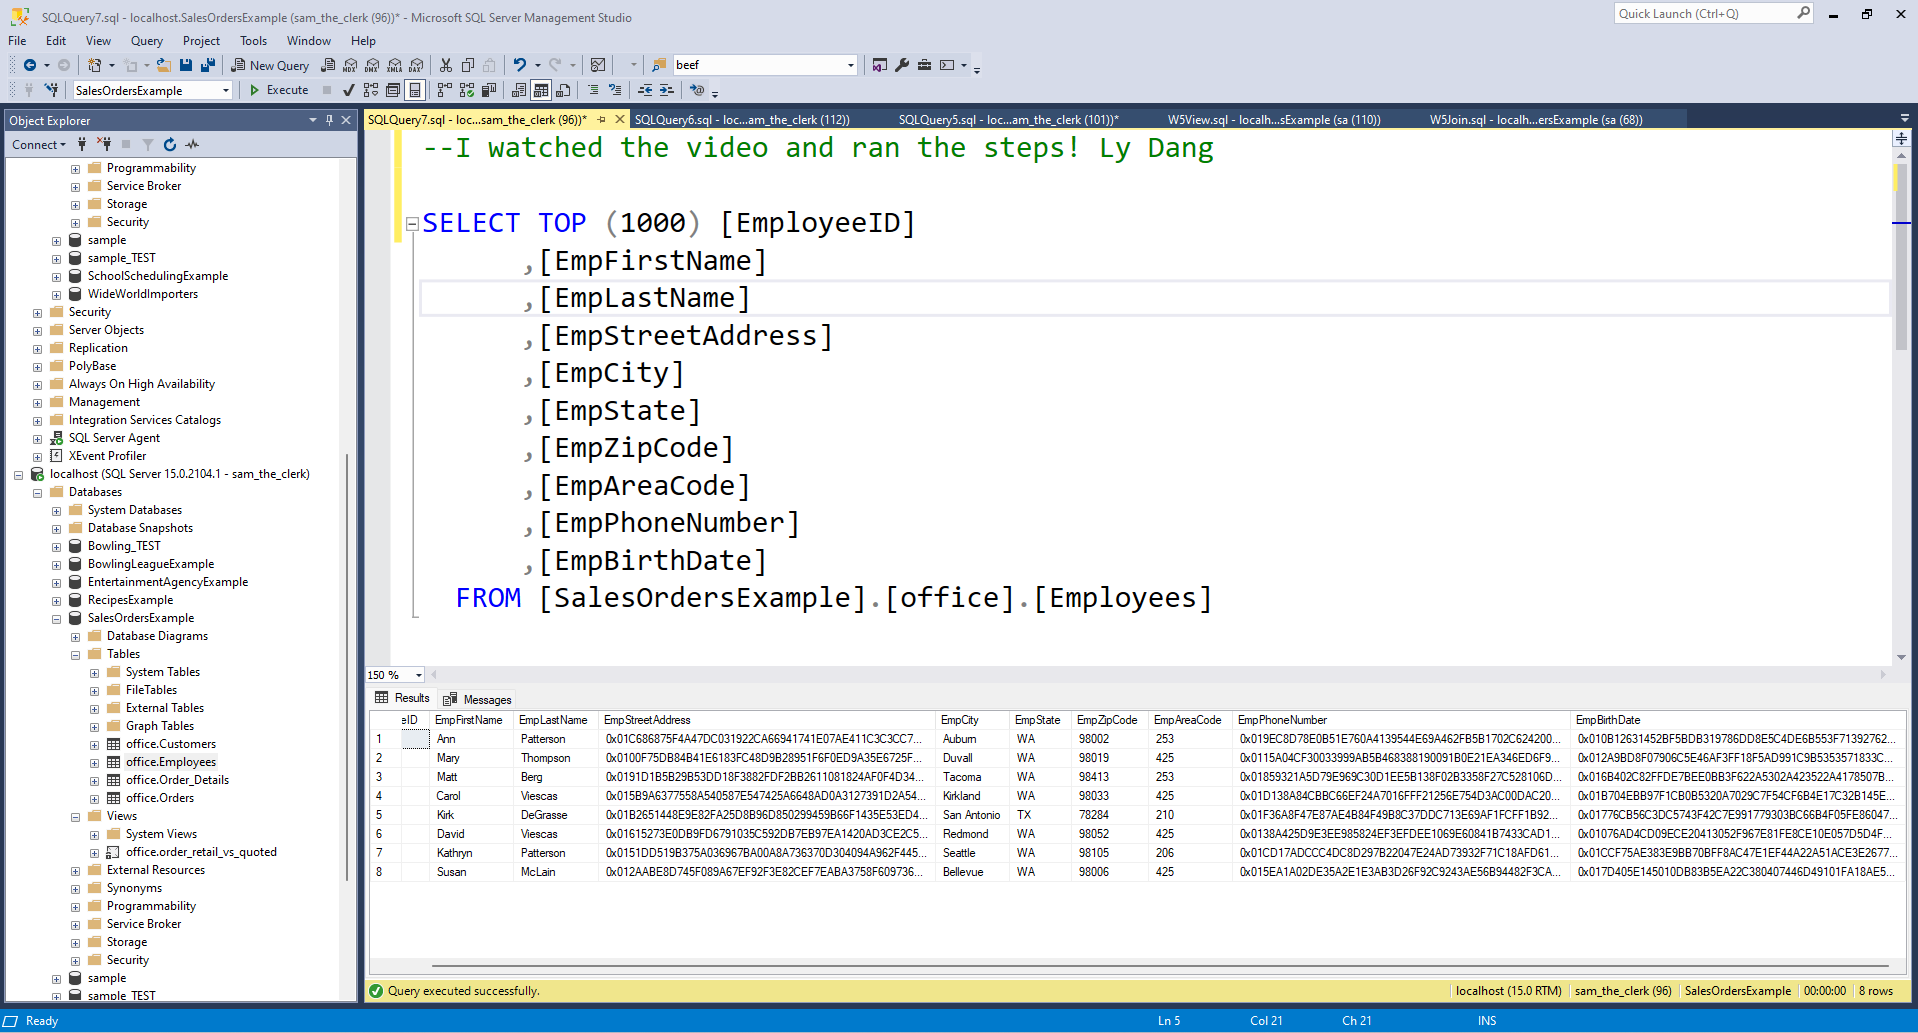 SQLQuery7.sql - localhost.SalesOrdersExample (sam_the_clerk (96))* - Microsoft SQL Server Management Studio
Quick Launch (Ctrl+Q)
File Edit View Query Project Tools Window Help
New Query MDX DMX XMLA DAX beef
SalesOrdersExample Execute
Object Explorer
Connect
Programmability
Service Broker
Storage
Security
sample
sample_TEST
SchoolSchedulingExample
WideWorldImporters
Security
Server Objects
Replication
PolyBase
Always On High Availability
Management
Integration Services Catalogs
SQL Server Agent
XEvent Profiler
localhost (SQL Server 15.0.2104.1 - sam_the_clerk)
Databases
System Databases
Database Snapshots
Bowling_TEST
BowlingLeagueExample
EntertainmentAgencyExample
RecipesExample
SalesOrdersExample
Database Diagrams
Tables
System Tables
FileTables
External Tables
Graph Tables
office.Customers
office.Employees
office.Order_Details
office.Orders
Views
System Views
office.order_retail_vs_quoted
External Resources
Synonyms
Programmability
Service Broker
Storage
Security
sample
sample_TEST
SQLQuery7.sql - loc...sam_the_clerk (96))* SQLQuery6.sql - loc...am_the_clerk (112)) SQLQuery5.sql - loc...am_the_clerk (101))* W5View.sql - localh...sExample (sa (110)) W5Join.sql - localh...ersExample (sa (68))
--I watched the video and ran the steps! Ly Dang
SELECT TOP (1000) [EmployeeID]
,[EmpFirstName]
,[EmpLastName]
,[EmpStreetAddress]
,[EmpCity]
,[EmpState]
,[EmpZipCode]
,[EmpAreaCode]
,[EmpPhoneNumber]
,[EmpBirthDate]
FROM [SalesOrdersExample].[office].[Employees]
150 %
Results Messages
eID EmpFirstName EmpLastName EmpStreetAddress EmpCity EmpState EmpZipCode EmpAreaCode EmpPhoneNumber EmpBirthDate
1 Ann Patterson 0x01C686875F4A47DC031922CA66941741E07AE411C3C3CC7... Auburn WA 98002 253 0x019EC8D78E0B51E760A4139544E69A462FB5B1702C624200... 0x010B12631452BF5BDB319786DD8E5C4DE6B553F71392762...
2 Mary Thompson 0x0100F75DB84B41E6183FC48D9B28951F6F0ED9A35E6725F... Duvall WA 98019 425 0x0115A04CF30033999AB5B468388190091B0E21EA346ED6F9... 0x012A9BD8F07906C5E46AF3FF18F5AD991C9B5353571833C...
3 Matt Berg 0x0191D1B5B29B53DD18F3882FDF2BB2611081824AF0F4D34... Tacoma WA 98413 253 0x01859321A5D79E969C30D1EE5B138F02B3358F27C528106D... 0x016B402C82FFDE7BEE0BB3F622A5302A423522A4178507B...
4 Carol Viescas 0x015B9A6377558A540587E547425A6648AD0A3127391D2A54... Kirkland WA 98033 425 0x01D138A84CBBC66EF24A7016FFF21256E754D3AC00DAC20... 0x01B704EBB97F1CB0B5320A7029C7F54CF6B4E17C32B145E...
5 Kirk DeGrasse 0x01B2651448E9E82FA25D8B96D850299459B66F1435E53ED4... San Antonio TX 78284 210 0x01F36A8F47E87AE4B84F49B8C37DDC713E69AF1FCFF1B92... 0x01776CB56C3DC5743F42C7E991779303BC66B4F05FE86047...
6 David Viescas 0x01615273E0DB9FD6791035C592DB7EB97EA1420AD3CE2C5... Redmond WA 98052 425 0x0138A425D9E3EE985824EF3EFDEE1069E60841B7433CAD1... 0x01076AD4CD09ECE20413052F967E81FE8CE10E057D5D4F...
7 Kathryn Patterson 0x0151DD519B375A036967BA00A8A736370D304094A962F445... Seattle WA 98105 206 0x01CD17ADCCC4DC8D297B22047E24AD73932F71C18AFD61... 0x01CCF75AE383E9BB70BFF8AC47E1EF44A22A51ACE3E2677...
8 Susan McLain 0x012AABE8D745F089A67EF92F3E82CEF7EABA3758F609736... Bellevue WA 98006 425 0x015EA1A02DE35A2E1E3AB3D26F92C9243AE56B94482F3CA... 0x017D405E145010DB83B5EA22C380407446D49101FA18AE5...
Query executed successfully. localhost (15.0 RTM) sam_the_clerk (96) SalesOrdersExample 00:00:00 8 rows
Ready Ln 5 Col 21 Ch 21 INS